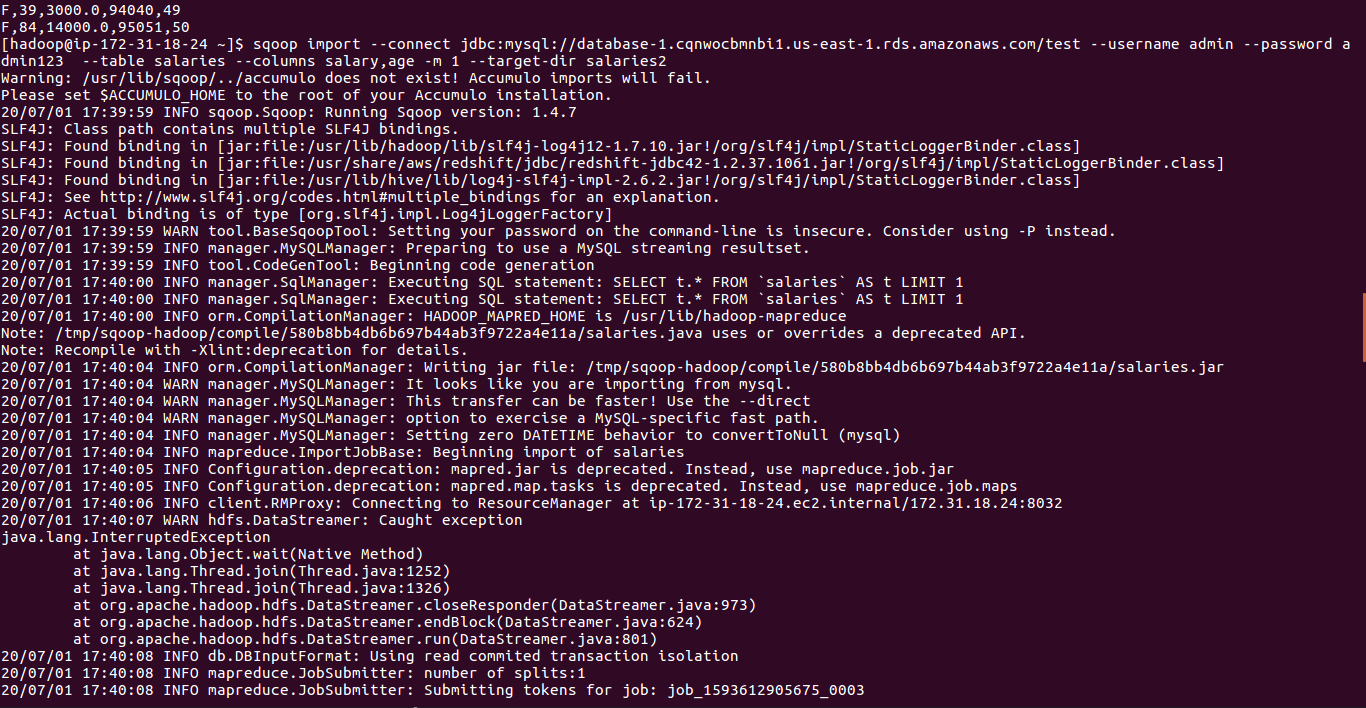 F,39,3000.0,94040,49
F,84,14000.0,95051,50
[hadoop@ip-172-31-18-24 ~]$ sqoop import --connect jdbc:mysql://database-1.cqnwocbmnbi1.us-east-1.rds.amazonaws.com/test --username admin --password a
dmin123  --table salaries --columns salary,age -m 1 --target-dir salaries2
Warning: /usr/lib/sqoop/../accumulo does not exist! Accumulo imports will fail.
Please set $ACCUMULO_HOME to the root of your Accumulo installation.
20/07/01 17:39:59 INFO sqoop.Sqoop: Running Sqoop version: 1.4.7
SLF4J: Class path contains multiple SLF4J bindings.
SLF4J: Found binding in [jar:file:/usr/lib/hadoop/lib/slf4j-log4j12-1.7.10.jar!/org/slf4j/impl/StaticLoggerBinder.class]
SLF4J: Found binding in [jar:file:/usr/share/aws/redshift/jdbc/redshift-jdbc42-1.2.37.1061.jar!/org/slf4j/impl/StaticLoggerBinder.class]
SLF4J: Found binding in [jar:file:/usr/lib/hive/lib/log4j-slf4j-impl-2.6.2.jar!/org/slf4j/impl/StaticLoggerBinder.class]
SLF4J: See http://www.slf4j.org/codes.html#multiple_bindings for an explanation.
SLF4J: Actual binding is of type [org.slf4j.impl.Log4jLoggerFactory]
20/07/01 17:39:59 WARN tool.BaseSqoopTool: Setting your password on the command-line is insecure. Consider using -P instead.
20/07/01 17:39:59 INFO manager.MySQLManager: Preparing to use a MySQL streaming resultset.
20/07/01 17:39:59 INFO tool.CodeGenTool: Beginning code generation
20/07/01 17:40:00 INFO manager.SqlManager: Executing SQL statement: SELECT t.* FROM `salaries` AS t LIMIT 1
20/07/01 17:40:00 INFO manager.SqlManager: Executing SQL statement: SELECT t.* FROM `salaries` AS t LIMIT 1
20/07/01 17:40:00 INFO orm.CompilationManager: HADOOP_MAPRED_HOME is /usr/lib/hadoop-mapreduce
Note: /tmp/sqoop-hadoop/compile/580b8bb4db6b697b44ab3f9722a4e11a/salaries.java uses or overrides a deprecated API.
Note: Recompile with -Xlint:deprecation for details.
20/07/01 17:40:04 INFO orm.CompilationManager: Writing jar file: /tmp/sqoop-hadoop/compile/580b8bb4db6b697b44ab3f9722a4e11a/salaries.jar
20/07/01 17:40:04 WARN manager.MySQLManager: It looks like you are importing from mysql.
20/07/01 17:40:04 WARN manager.MySQLManager: This transfer can be faster! Use the --direct
20/07/01 17:40:04 WARN manager.MySQLManager: option to exercise a MySQL-specific fast path.
20/07/01 17:40:04 INFO manager.MySQLManager: Setting zero DATETIME behavior to convertToNull (mysql)
20/07/01 17:40:04 INFO mapreduce.ImportJobBase: Beginning import of salaries
20/07/01 17:40:05 INFO Configuration.deprecation: mapred.jar is deprecated. Instead, use mapreduce.job.jar
20/07/01 17:40:05 INFO Configuration.deprecation: mapred.map.tasks is deprecated. Instead, use mapreduce.job.maps
20/07/01 17:40:06 INFO client.RMProxy: Connecting to ResourceManager at ip-172-31-18-24.ec2.internal/172.31.18.24:8032
20/07/01 17:40:07 WARN hdfs.DataStreamer: Caught exception
java.lang.InterruptedException
        at java.lang.Object.wait(Native Method)
        at java.lang.Thread.join(Thread.java:1252)
        at java.lang.Thread.join(Thread.java:1326)
        at org.apache.hadoop.hdfs.DataStreamer.closeResponder(DataStreamer.java:973)
        at org.apache.hadoop.hdfs.DataStreamer.endBlock(DataStreamer.java:624)
        at org.apache.hadoop.hdfs.DataStreamer.run(DataStreamer.java:801)
20/07/01 17:40:08 INFO db.DBInputFormat: Using read commited transaction isolation
20/07/01 17:40:08 INFO mapreduce.JobSubmitter: number of splits:1
20/07/01 17:40:08 INFO mapreduce.JobSubmitter: Submitting tokens for job: job_1593612905675_0003